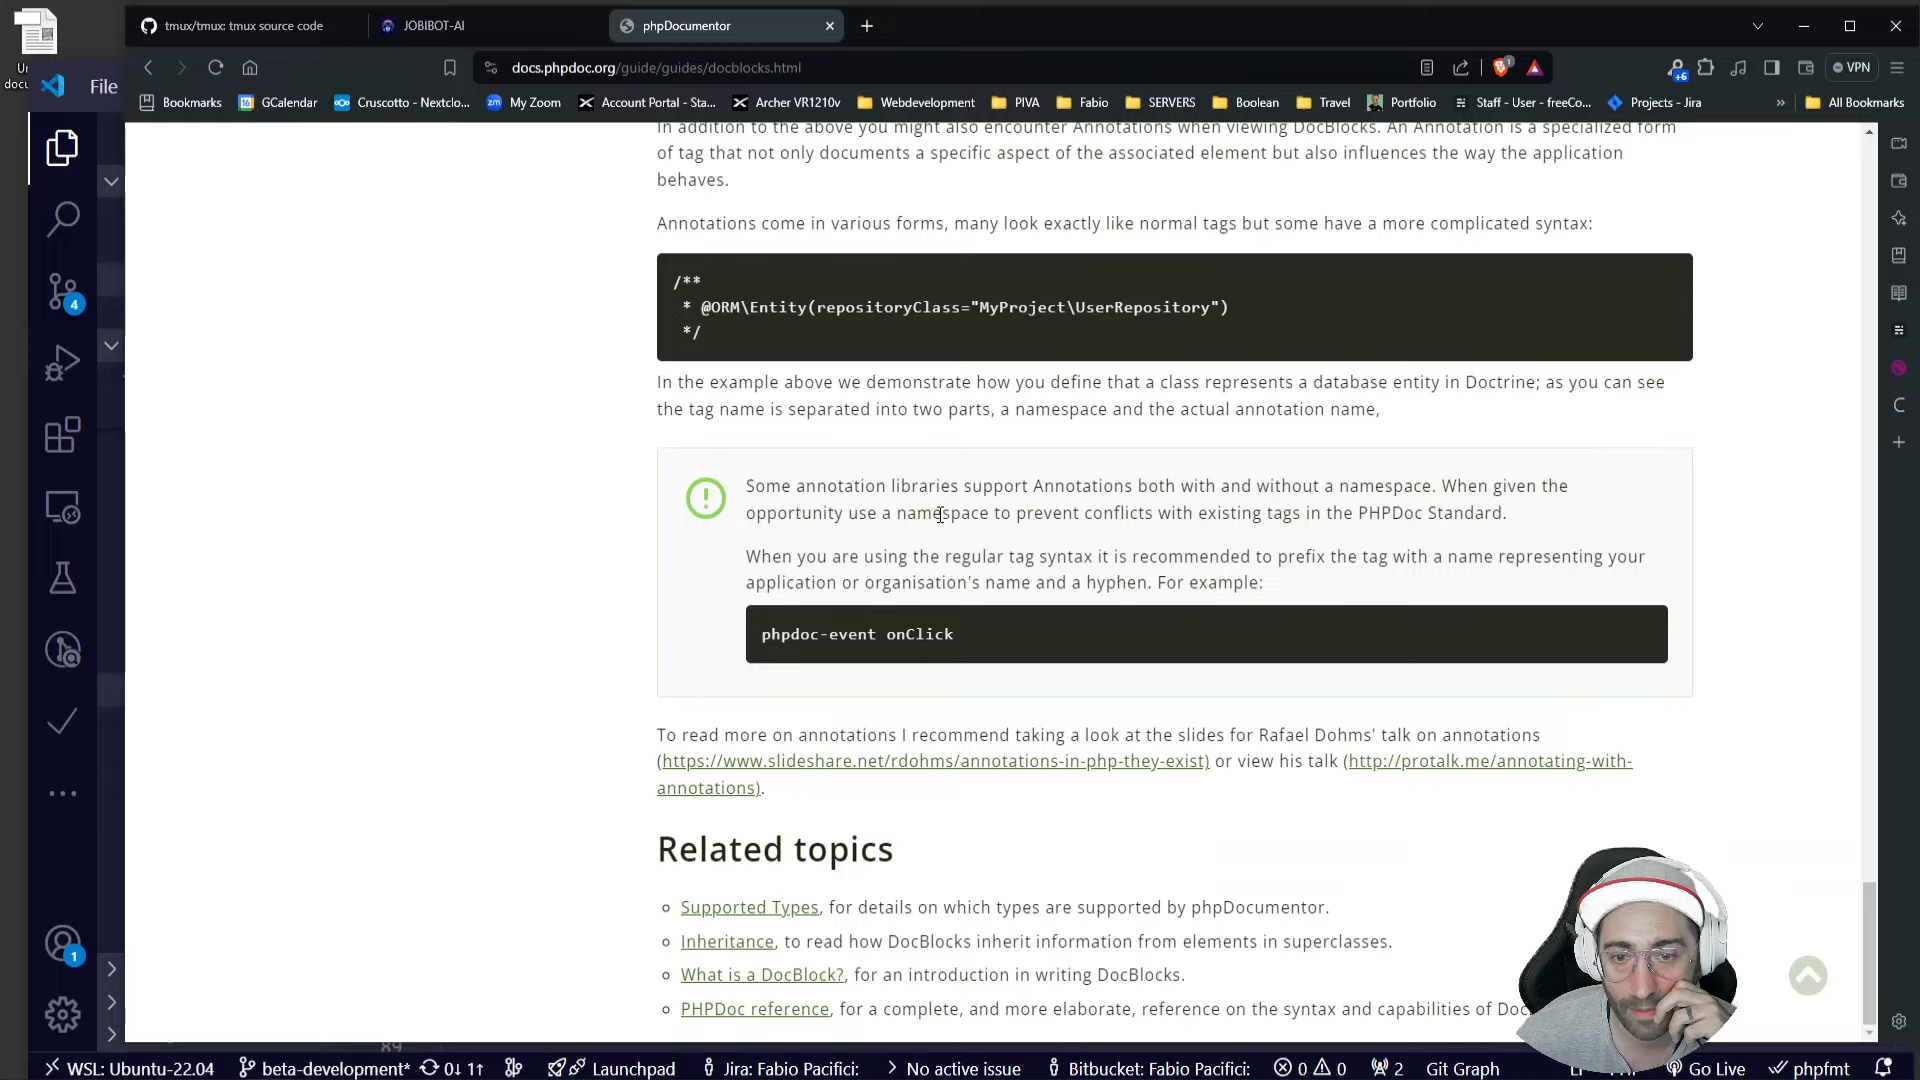 tmux/tmux: tmux source code
JOBIBOT-AI
phpDocumentor
File
docs.phpdoc.org/guide/guides/docblocks.html
+6
1
VPN
Bookmarks
16
GCalendar
Cruscotto - Nextclo...
zm
My Zoom
Account Portal - Sta...
Archer VR1210v
Webdevelopment
PIVA
Fabio
SERVERS
Boolean
Travel
Portfolio
Staff - User - freeCo...
Projects - Jira
»
All Bookmarks
In addition to the above you might also encounter Annotations when viewing DocBlocks. An Annotation is a specialized form
of tag that not only documents a specific aspect of the associated element but also influences the way the application
behaves.
Annotations come in various forms, many look exactly like normal tags but some have a more complicated syntax:
/**
* @ORM\Entity(repositoryClass="MyProject\UserRepository")
*/
In the example above we demonstrate how you define that a class represents a database entity in Doctrine; as you can see
the tag name is separated into two parts, a namespace and the actual annotation name,
Some annotation libraries support Annotations both with and without a namespace. When given the
opportunity use a namespace to prevent conflicts with existing tags in the PHPDoc Standard.
When you are using the regular tag syntax it is recommended to prefix the tag with a name representing your
application or organisation's name and a hyphen. For example:
phpdoc-event onClick
To read more on annotations I recommend taking a look at the slides for Rafael Dohms' talk on annotations
(https://www.slideshare.net/rdohms/annotations-in-php-they-exist) or view his talk (http://protalk.me/annotating-with-
annotations).
Related topics
Supported Types, for details on which types are supported by phpDocumentor.
Inheritance, to read how DocBlocks inherit information from elements in superclasses.
What is a DocBlock?, for an introduction in writing DocBlocks.
PHPDoc reference, for a complete, and more elaborate, reference on the syntax and capabilities of Doc
4
1
WSL: Ubuntu-22.04
beta-development*
0↓ 1↑
Launchpad
Jira: Fabio Pacifici:
No active issue
Bitbucket: Fabio Pacifici:
0
0
2
Git Graph
Go Live
phpfmt